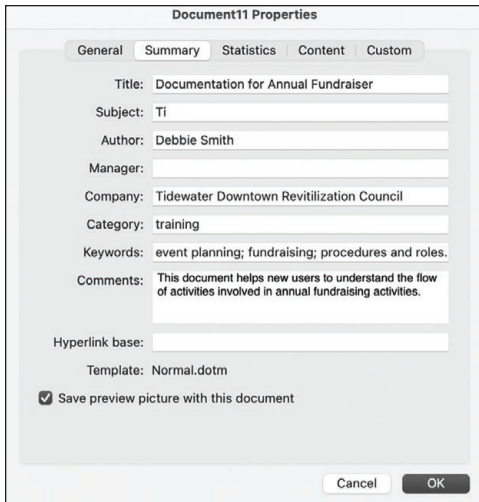 Document11 Properties
General Summary Statistics Content Custom
Title: Documentation for Annual Fundraiser
Subject: Ti
Author: Debbie Smith
Manager:
Company: Tidewater Downtown Revitilization Council
Category: training
Keywords: event planning; fundraising; procedures and roles.
Comments: This document helps new users to understand the flow
of activities involved in annual fundraising activities.
Hyperlink base:
Template: Normal.dotm
Save preview picture with this document
Cancel OK